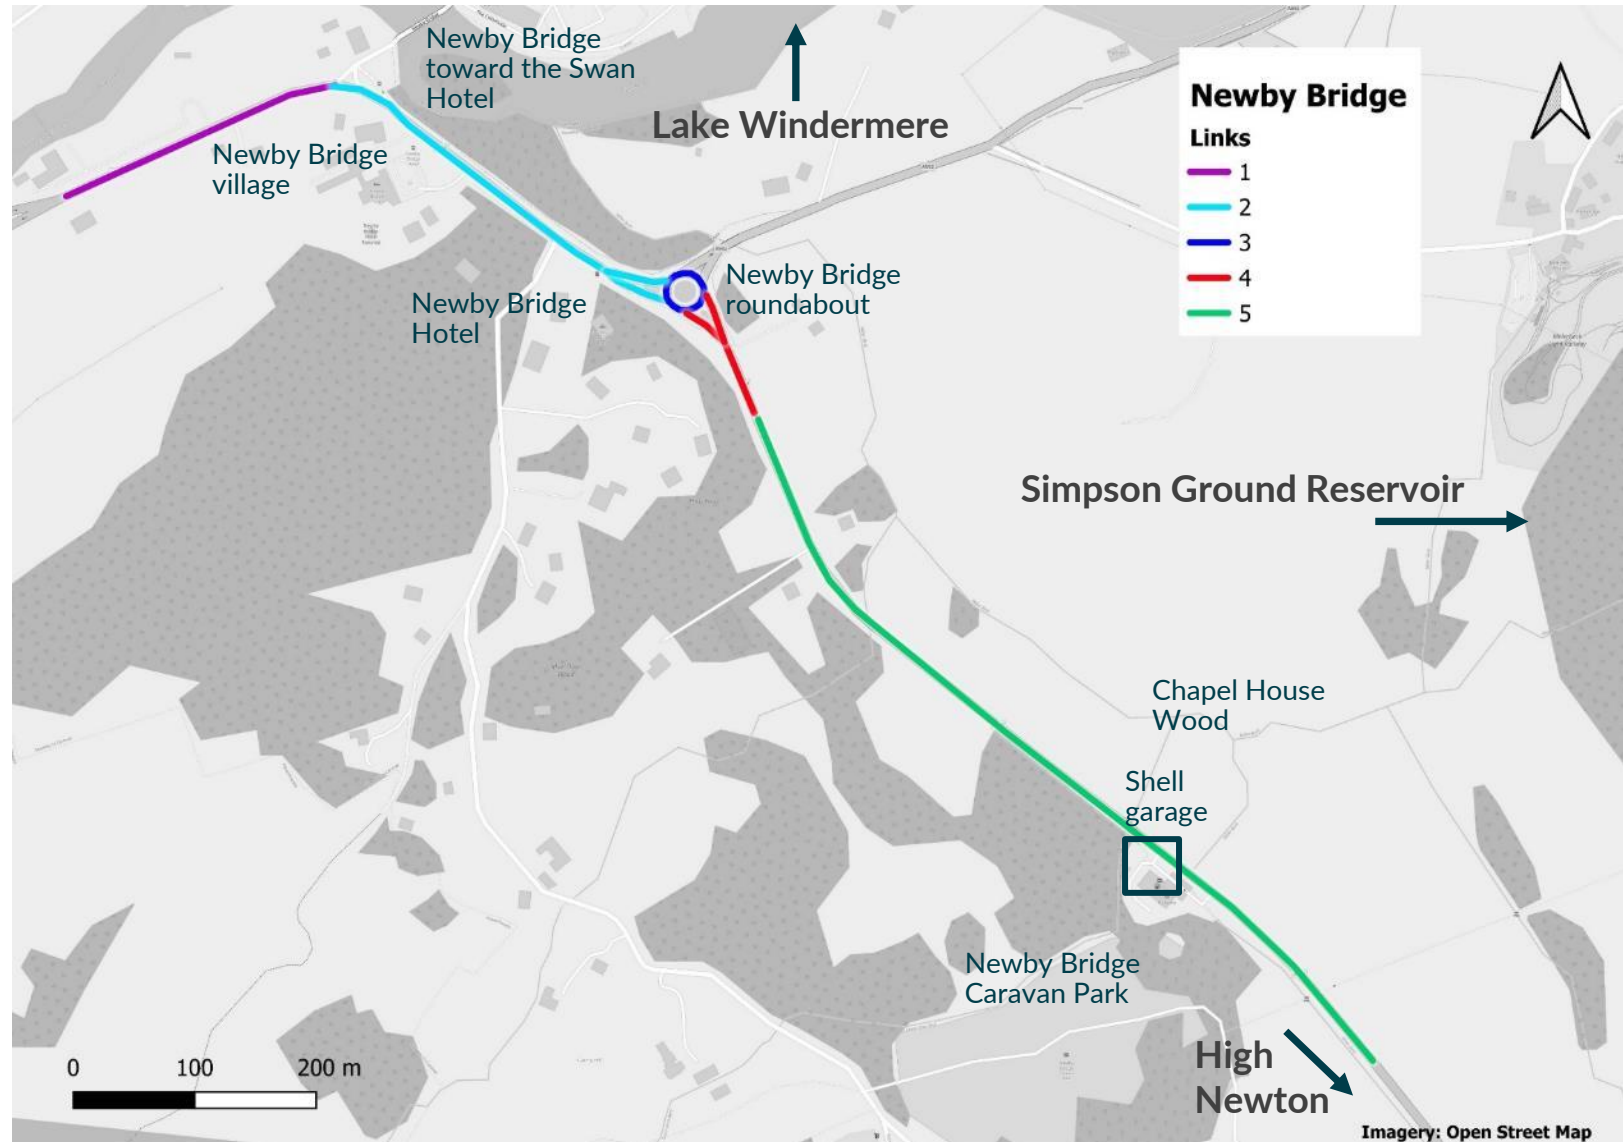 Newby Bridge
toward the Swan
Hotel
Lake Windermere
Newby Bridge
village
Newby Bridge
Links
1
2
3
4
5
Newby Bridge
roundabout
Newby Bridge
Hotel
Simpson Ground Reservoir
Chapel House
Wood
Shell
garage
Newby Bridge
Caravan Park
High
Newton
0 100 200 m
Imagery: Open Street Map